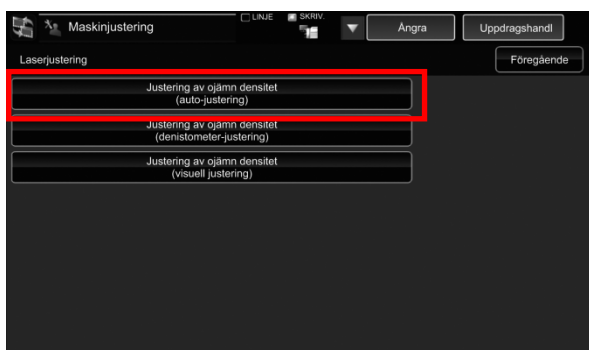 Maskinjustering
LINJE
SKRIV.
Ångra
Uppdragshandl
Laserjustering
Föregående
Justering av ojämn densitet
(auto-justering)
Justering av ojämn densitet
(denistometer-justering)
Justering av ojämn densitet
(visuell justering)